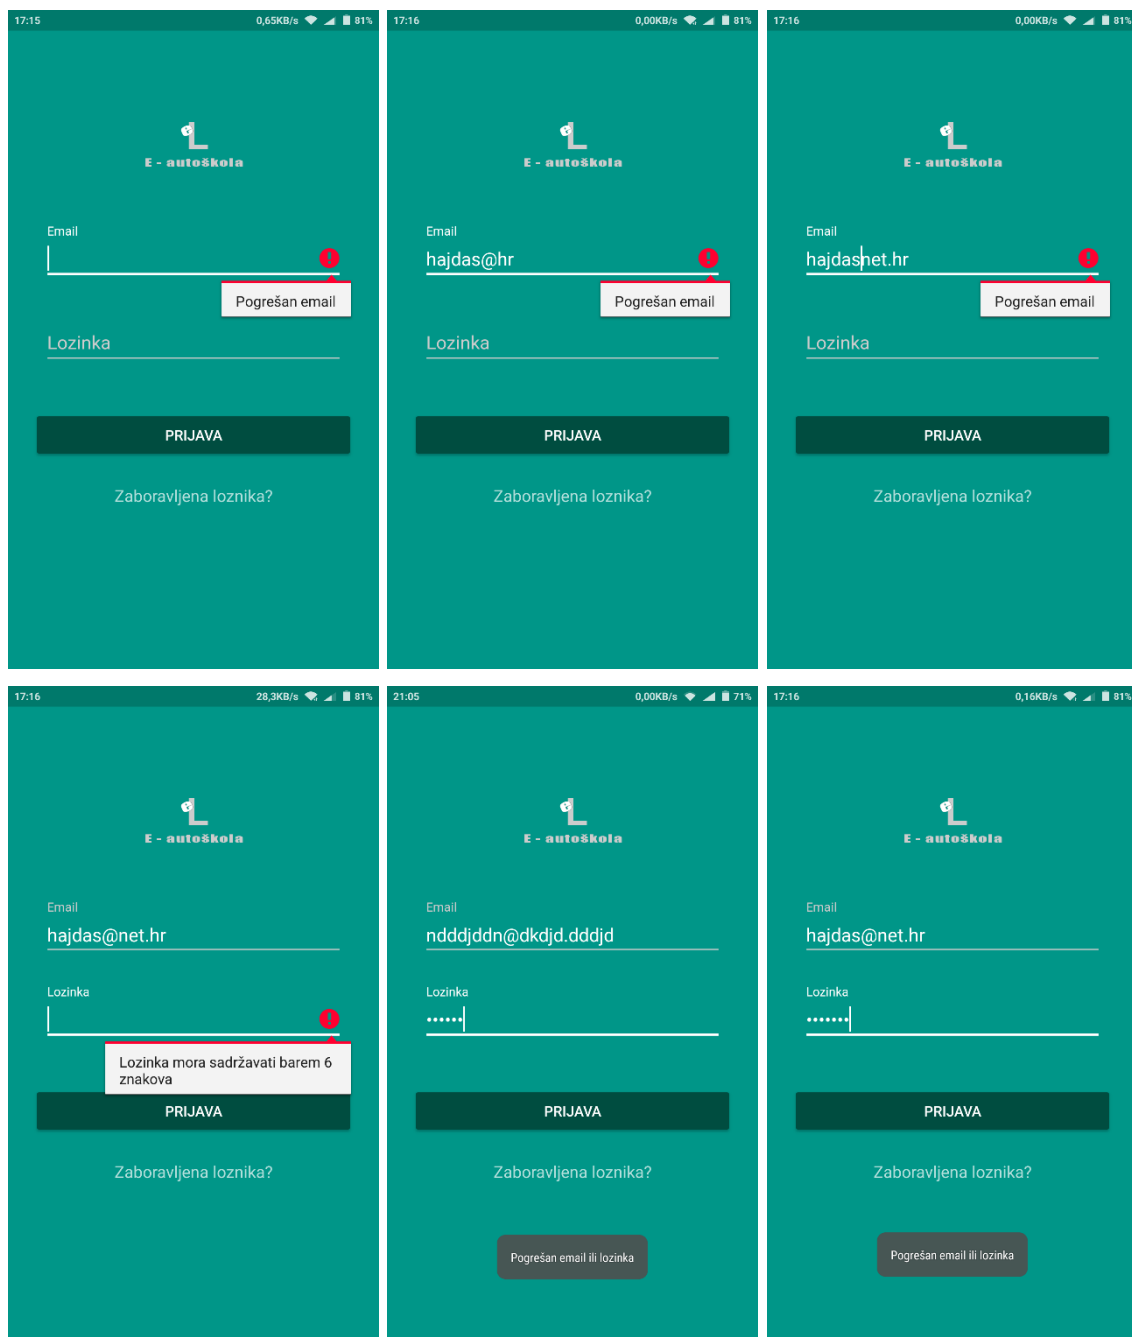 17:15 0,65KB/s 81%
L
E - autoškola
Email
Pogrešan email
Lozinka
PRIJAVA
Zaboravljena loznika?
17:16 0,00KB/s 81%
L
E - autoškola
Email
hajdas@hr
Pogrešan email
Lozinka
PRIJAVA
Zaboravljena loznika?
17:16 0,00KB/s 81%
L
E - autoškola
Email
hajdasnet.hr
Pogrešan email
Lozinka
PRIJAVA
Zaboravljena loznika?
17:16 28,3KB/s 81%
L
E - autoškola
Email
hajdas@net.hr
Lozinka
Lozinka mora sadržavati barem 6
znakova
PRIJAVA
Zaboravljena loznika?
21:05 0,00KB/s 71%
L
E - autoškola
Email
ndddjddn@dkdjd.dddjd
Lozinka
••••••
PRIJAVA
Zaboravljena loznika?
Pogrešan email ili lozinka
17:16 0,16KB/s 81%
L
E - autoškola
Email
hajdas@net.hr
Lozinka
•••••••
PRIJAVA
Zaboravljena loznika?
Pogrešan email ili lozinka